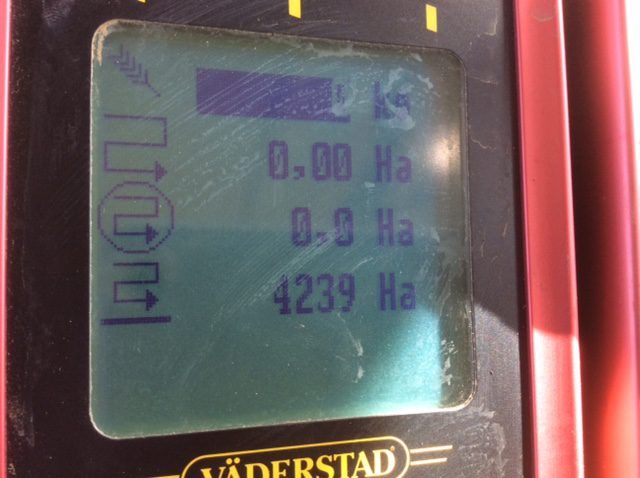 kg
0,00 Ha
0,0 Ha
4239 Ha
VÄDERSTAD